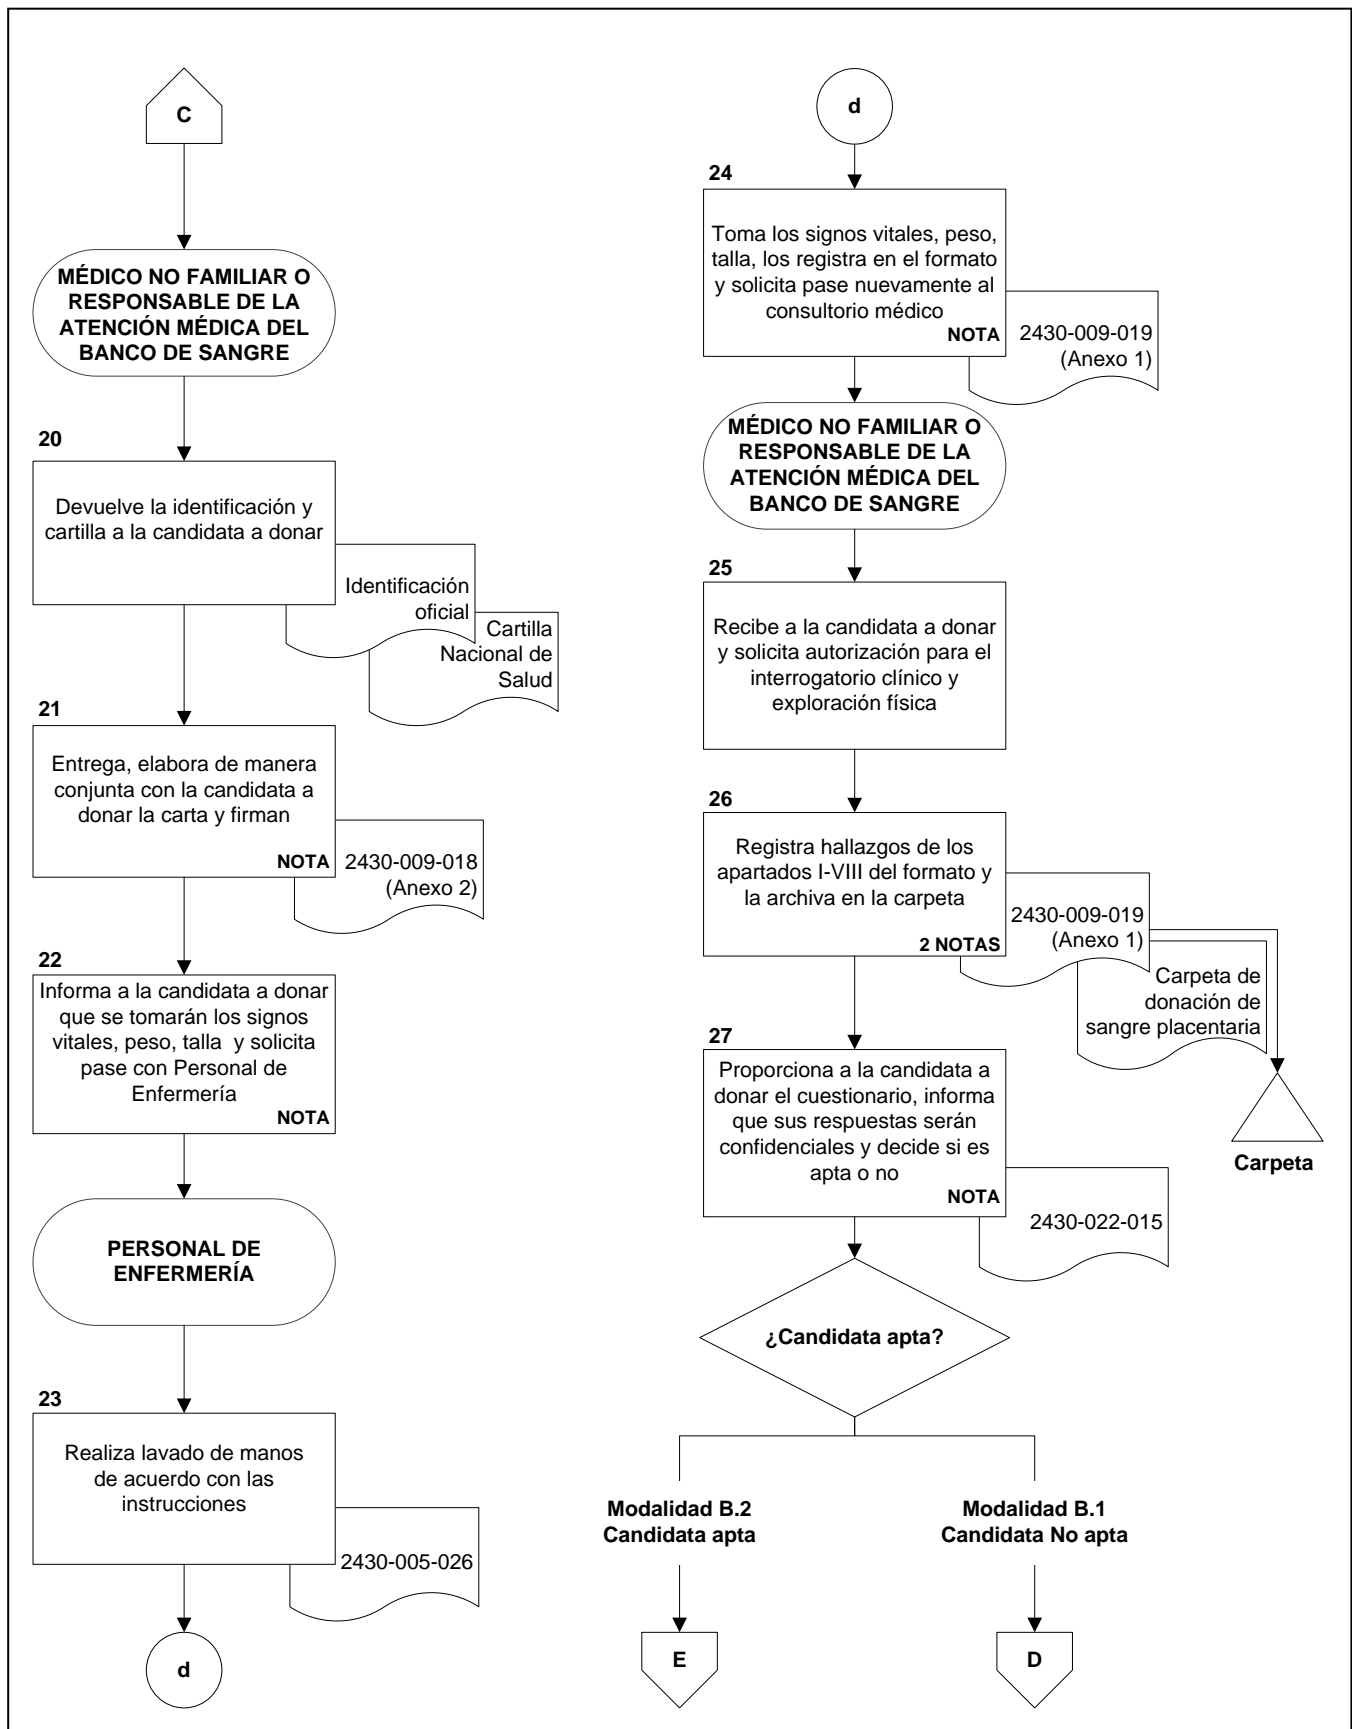 C
MÉDICO NO FAMILIAR O
RESPONSABLE DE LA
ATENCIÓN MÉDICA DEL
BANCO DE SANGRE
20
Devuelve la identificación y
cartilla a la candidata a donar
Identificación
oficial
Cartilla
Nacional de
Salud
21
Entrega, elabora de manera
conjunta con la candidata a
donar la carta y firman
NOTA
2430-009-018
(Anexo 2)
22
Informa a la candidata a donar
que se tomarán los signos
vitales, peso, talla y solicita
pase con Personal de
Enfermería
NOTA
PERSONAL DE
ENFERMERÍA
23
Realiza lavado de manos
de acuerdo con las
instrucciones
2430-005-026
d
d
24
Toma los signos vitales, peso,
talla, los registra en el formato
y solicita pase nuevamente al
consultorio médico
NOTA
2430-009-019
(Anexo 1)
MÉDICO NO FAMILIAR O
RESPONSABLE DE LA
ATENCIÓN MÉDICA DEL
BANCO DE SANGRE
25
Recibe a la candidata a donar
y solicita autorización para el
interrogatorio clínico y
exploración física
26
Registra hallazgos de los
apartados I-VIII del formato y
la archiva en la carpeta
2 NOTAS
2430-009-019
(Anexo 1)
Carpeta de
donación de
sangre placentaria
Carpeta
27
Proporciona a la candidata a
donar el cuestionario, informa
que sus respuestas serán
confidenciales y decide si es
apta o no
NOTA
2430-022-015
¿Candidata apta?
Modalidad B.2
Candidata apta
E
Modalidad B.1
Candidata No apta
D